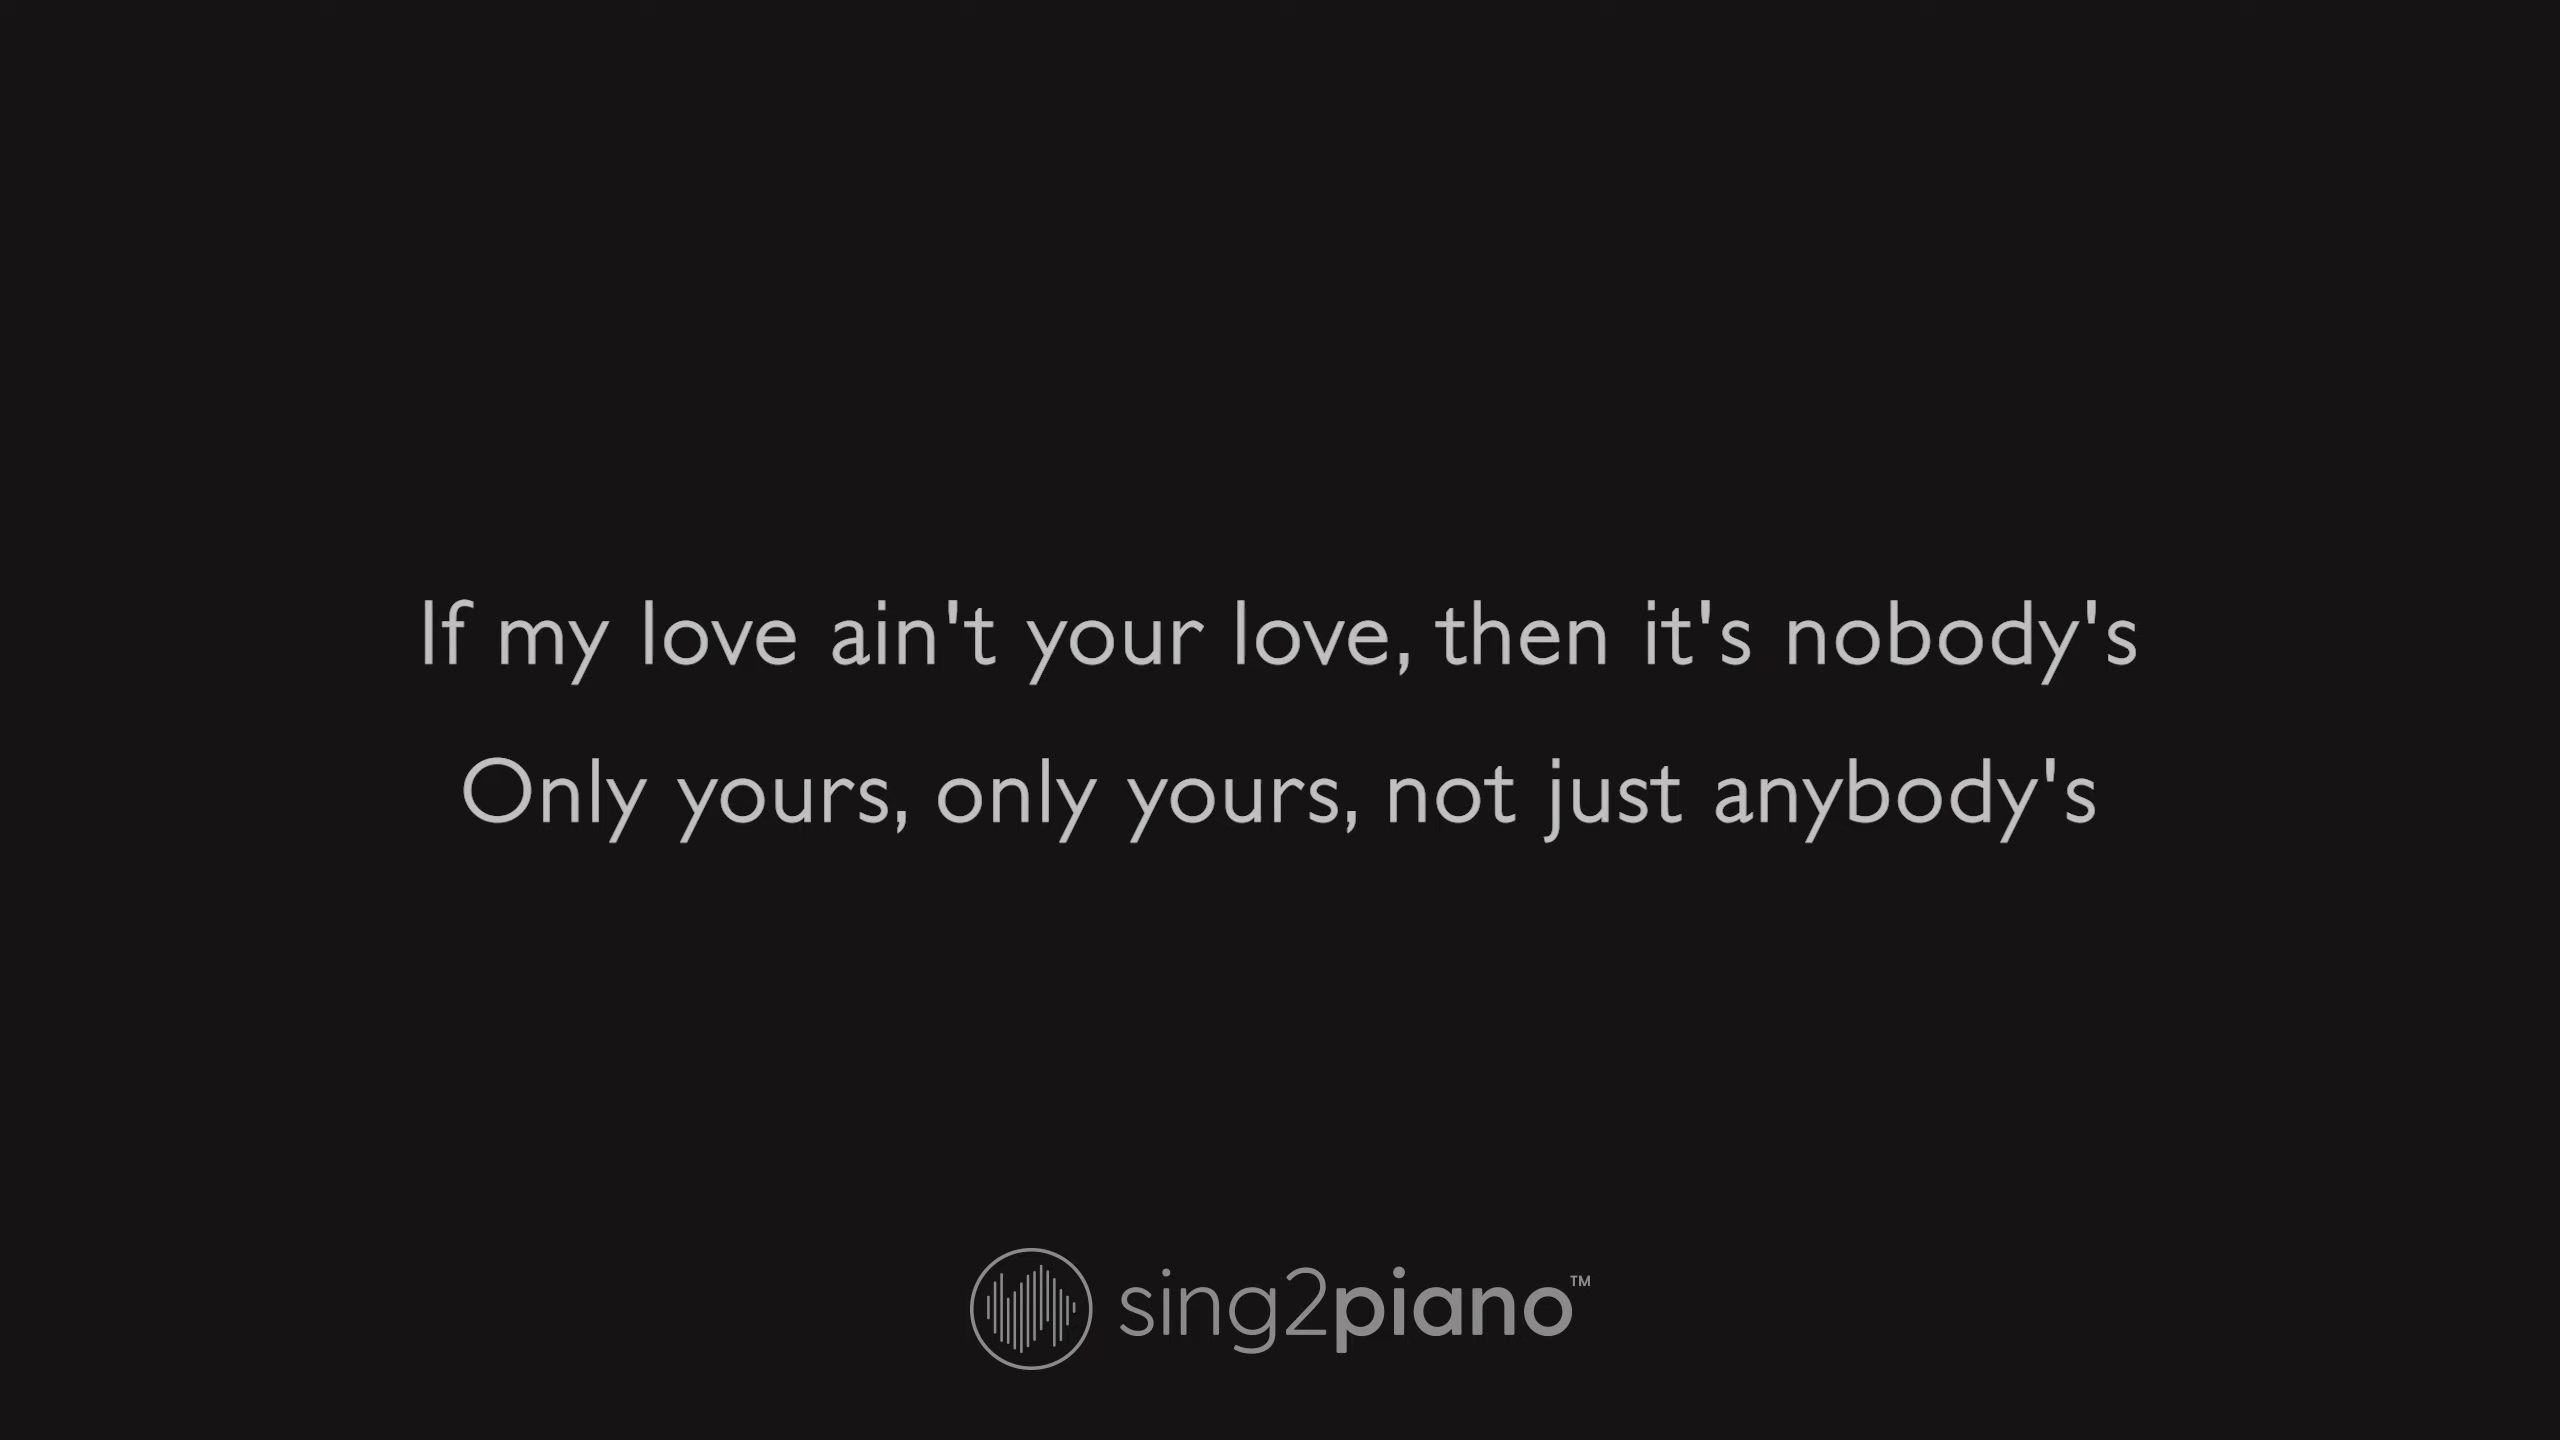 If my love ain't your love, then it's nobody's
Only yours, only yours, not just anybody's
sing2piano™